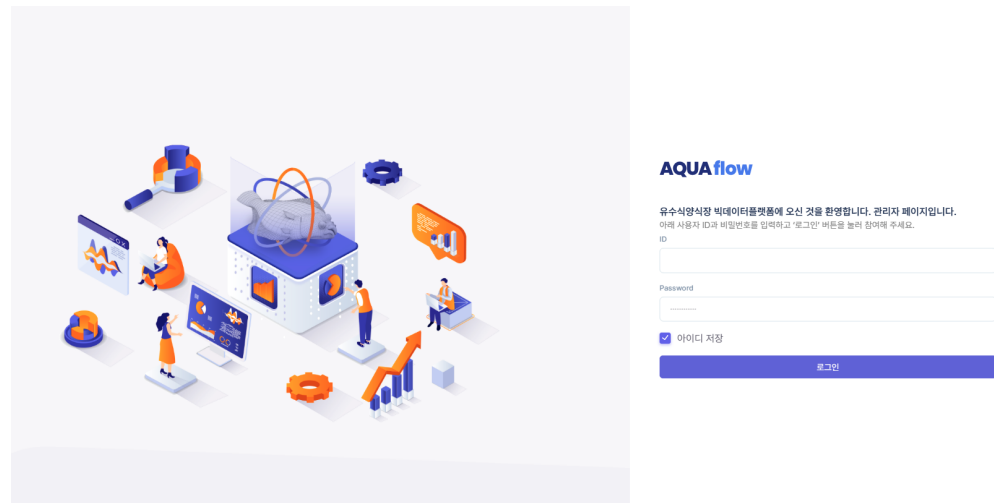 AQUAflow
유수식양식장 빅데이터플랫폼에 오신 것을 환영합니다. 관리자 페이지입니다.
아래 사용자 ID과 비밀번호를 입력하고 '로그인' 버튼을 눌러 참여해 주세요.
ID
Password
아이디 저장
로그인